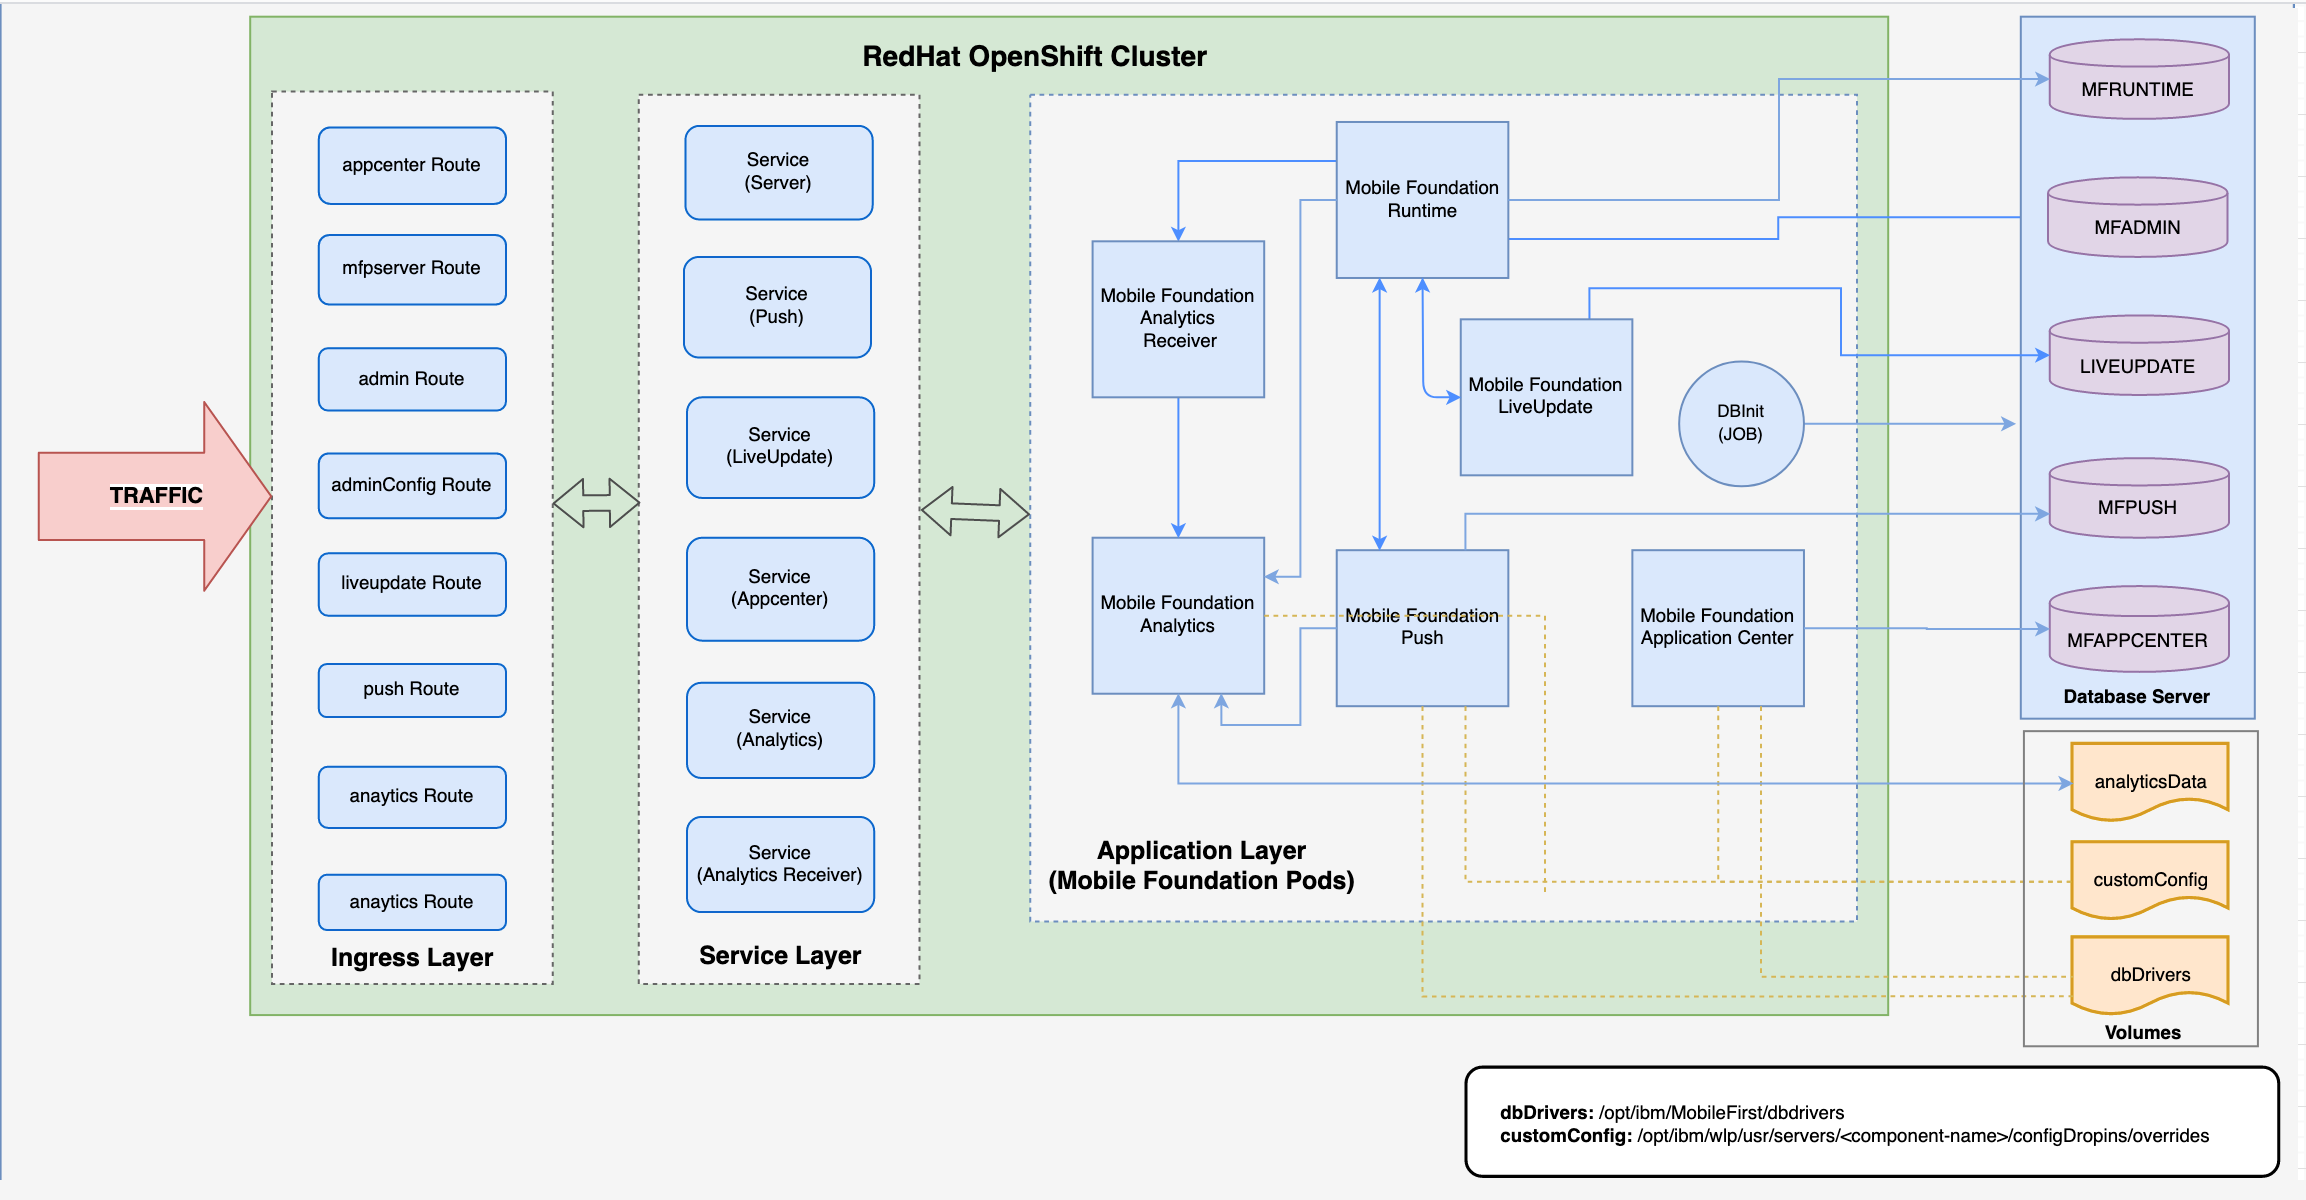 RedHat OpenShift Cluster
TRAFFIC
appcenter Route
mfpserver Route
admin Route
adminConfig Route
liveupdate Route
push Route
anaytics Route
anaytics Route
Ingress Layer
Service
(Server)
Service
(Push)
Service
(LiveUpdate)
Service
(Appcenter)
Service
(Analytics)
Service
(Analytics Receiver)
Service Layer
Mobile Foundation
Runtime
Mobile Foundation
Analytics
Receiver
Mobile Foundation
LiveUpdate
DBInit
(JOB)
Mobile Foundation
Analytics
Mobile Foundation
Push
Mobile Foundation
Application Center
Application Layer
(Mobile Foundation Pods)
MFRUNTIME
MFADMIN
LIVEUPDATE
MFPUSH
MFAPPCENTER
Database Server
analyticsData
customConfig
dbDrivers
Volumes
dbDrivers: /opt/ibm/MobileFirst/dbdrivers
customConfig: /opt/ibm/wlp/usr/servers/<component-name>/configDropins/overrides